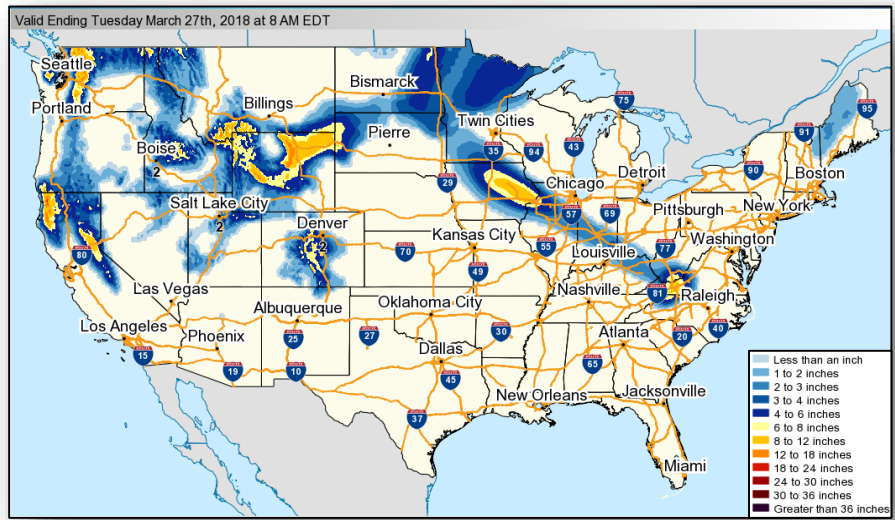 Valid Ending Tuesday March 27th, 2018 at 8 AM EDT
Seattle
Portland
Bismarck
Billings
75
95
Twin Cities
91
Pierre
35
94
43
Boise
90
2
Detroit
Boston
29
Chicago
Salt Lake City
57
69
Pittsburgh
New York
2
Denver
Kansas City
77
Washington
80
2
70
55
Louisville
49
Las Vegas
Nashville
81
Raleigh
Albuquerque
Oklahoma City
Los Angeles
Phoenix
25
27
30
Atlanta
20
40
15
Dallas
19
10
45
65
New Orleans
Jacksonville
37
Miami
Less than an inch
1 to 2 inches
2 to 3 inches
3 to 4 inches
4 to 6 inches
6 to 8 inches
8 to 12 inches
12 to 18 inches
18 to 24 inches
24 to 30 inches
30 to 36 inches
Greater than 36 inches